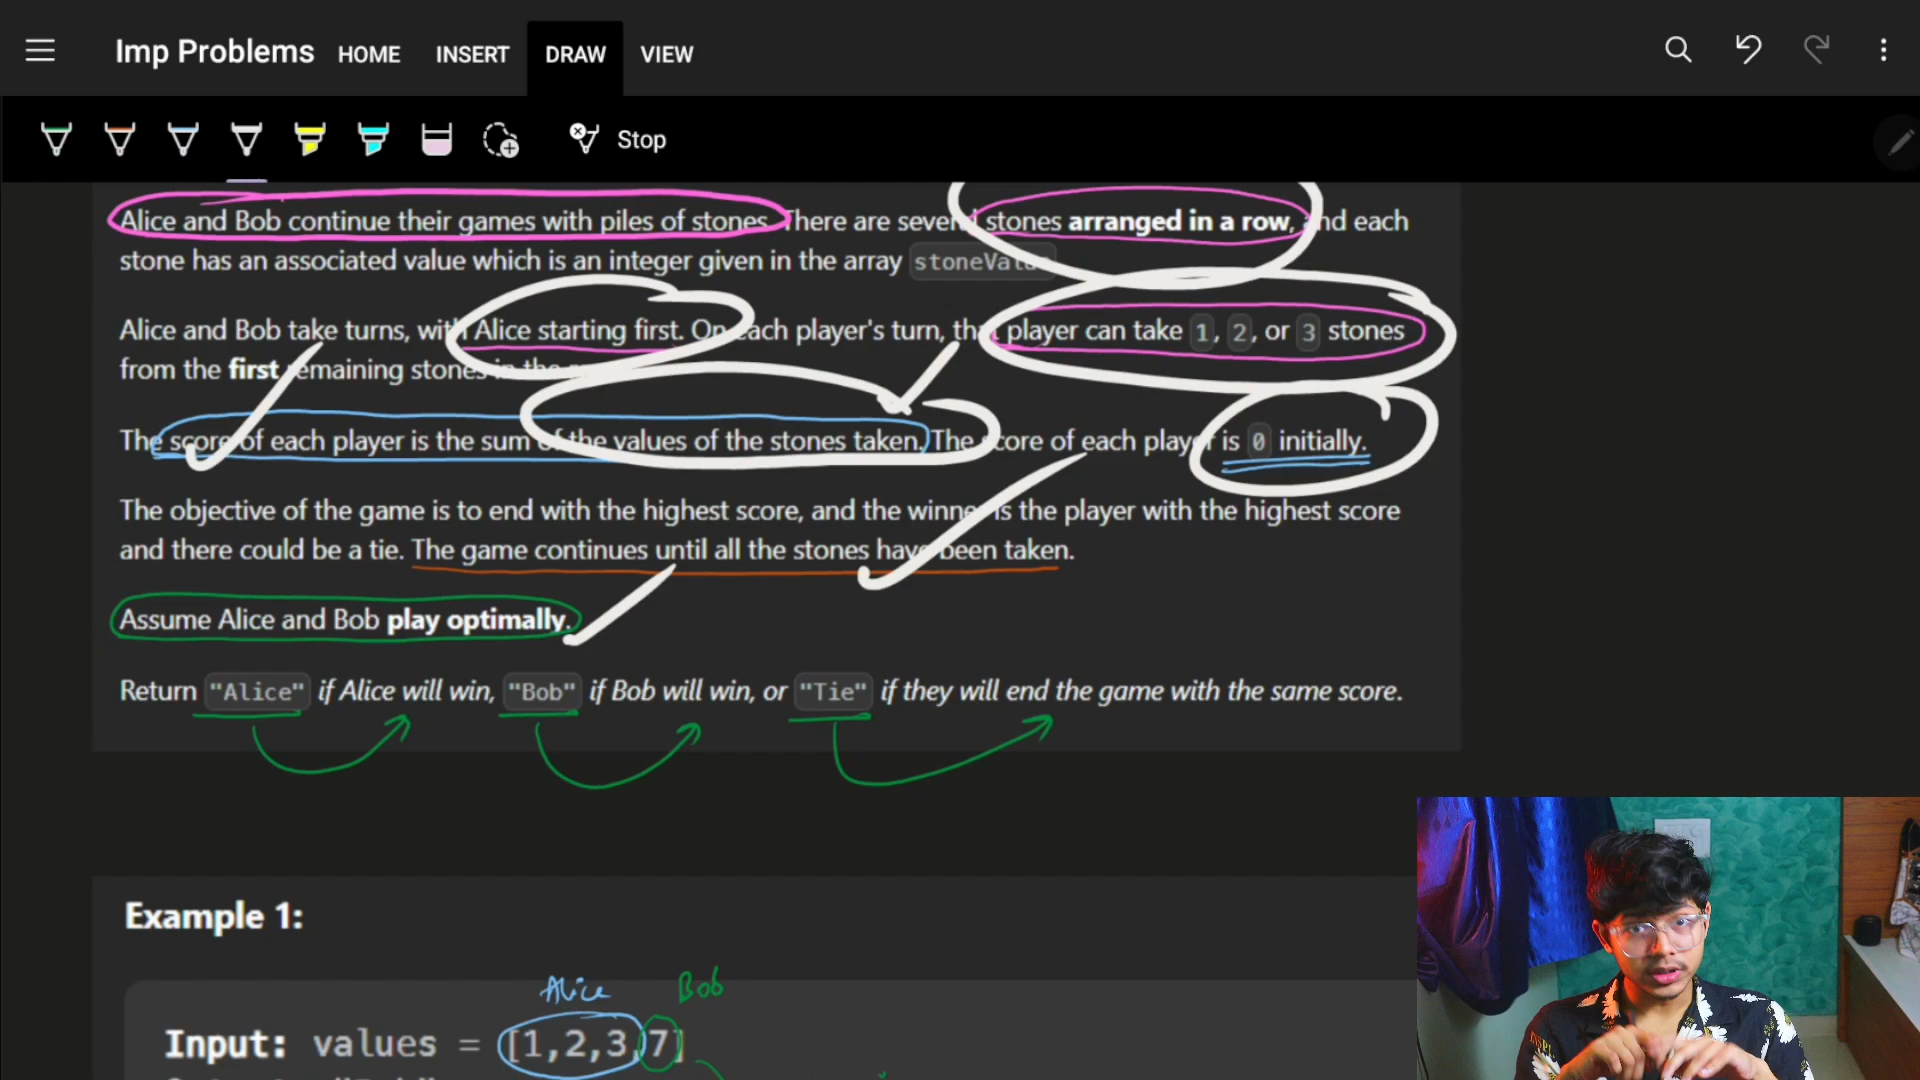 Imp Problems HOME INSERT DRAW VIEW
Stop
Alice and Bob continue their games with piles of stones. There are several stones arranged in a row, and each
stone has an associated value which is an integer given in the array stoneValue
Alice and Bob take turns, with Alice starting first. On each player's turn, that player can take 1, 2, or 3 stones
from the first remaining stones in the
The score of each player is the sum of the values of the stones taken. The score of each player is 0 initially.
The objective of the game is to end with the highest score, and the winner is the player with the highest score
and there could be a tie. The game continues until all the stones have been taken.
Assume Alice and Bob play optimally.
Return "Alice" if Alice will win, "Bob" if Bob will win, or "Tie" if they will end the game with the same score.
Example 1:
Alice Bob
Input: values = [1,2,3,7]